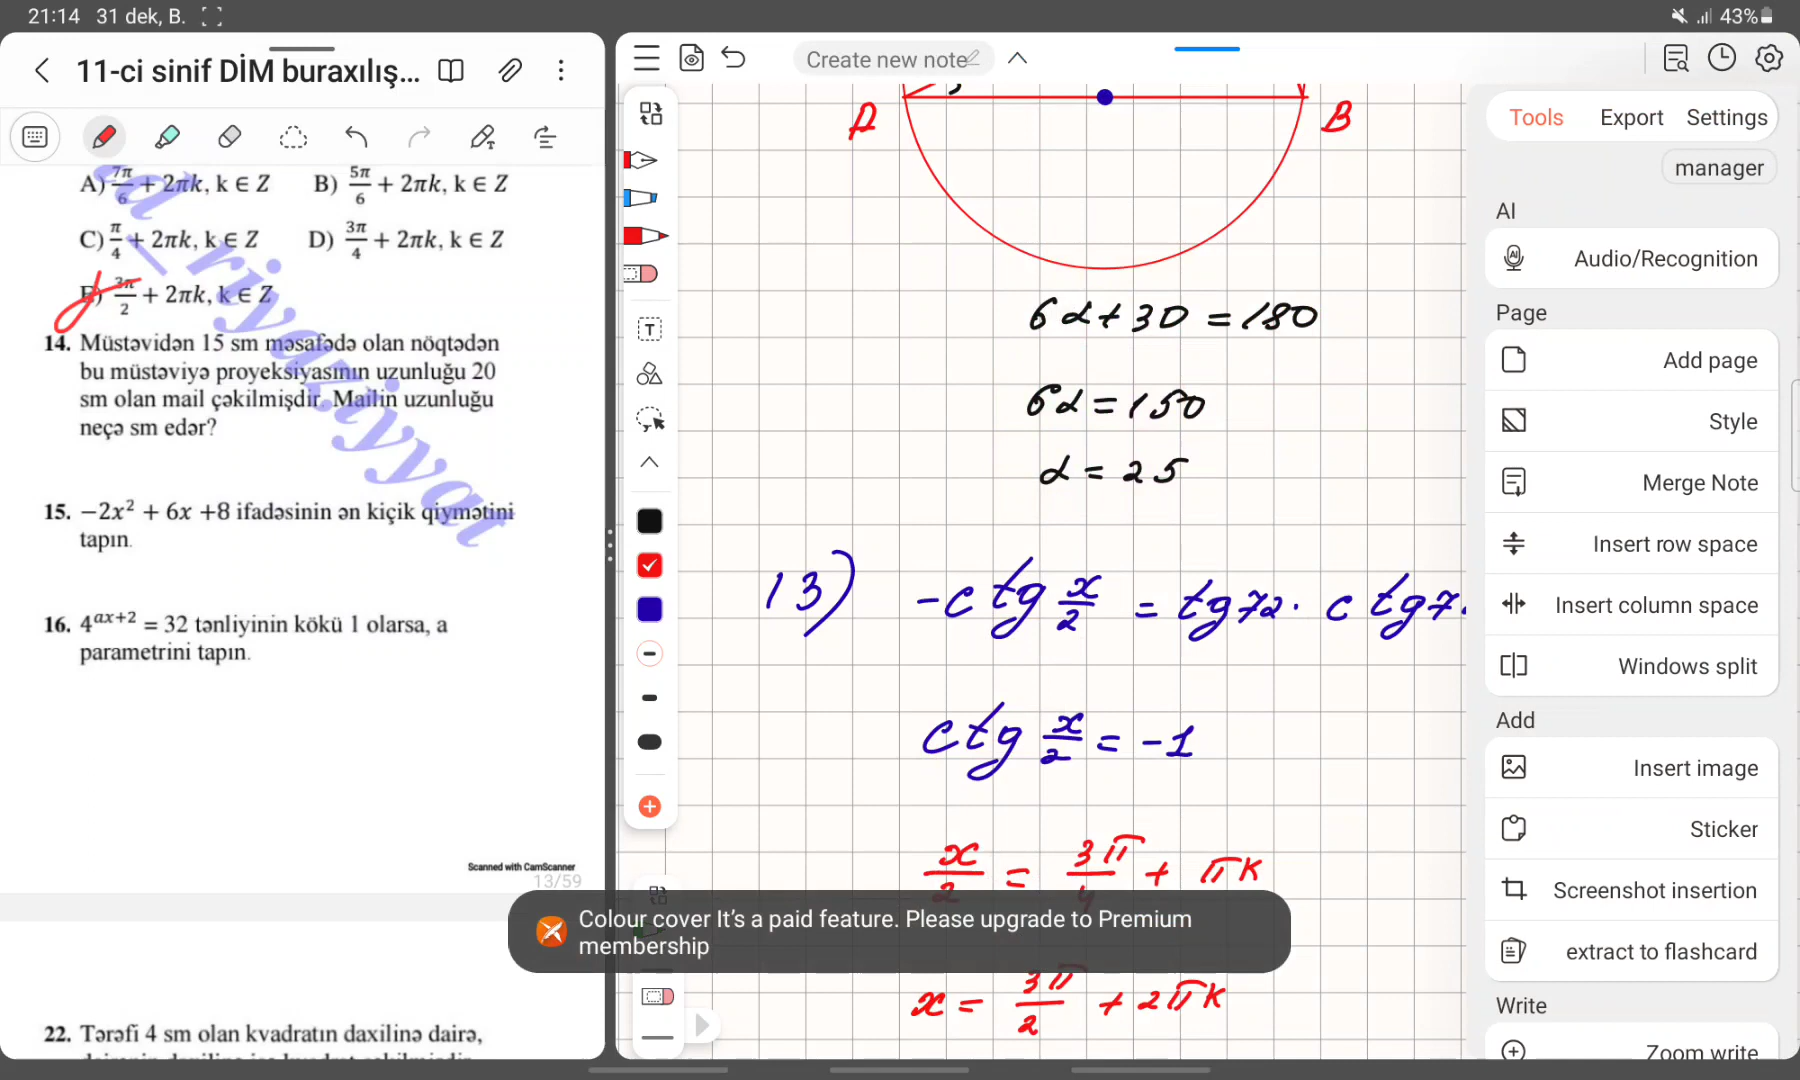 21:14 31 dek, B.
43%
11-ci sinif DİM buraxılış...
A) 7π/6 + 2πk, k ∈ Z B) 5π/6 + 2πk, k ∈ Z
C) π/4 + 2πk, k ∈ Z D) 3π/4 + 2πk, k ∈ Z
E) 3π/2 + 2πk, k ∈ Z
14. Müstəvidən 15 sm məsafədə olan nöqtədən
bu müstəviyə proyeksiyasının uzunluğu 20
sm olan mail çəkilmişdir. Mailin uzunluğu
neçə sm edər?
15. −2x² + 6x +8 ifadəsinin ən kiçik qiymətini
tapın.
16. 4^(ax+2) = 32 tənliyinin kökü 1 olarsa, a
parametrini tapın.
riyaziyyat
Scanned with CamScanner
13/59
22. Tərəfi 4 sm olan kvadratın daxilinə dairə,
Create new note
A B
6α + 30 = 180
6α = 150
α = 25
13) -ctg x/2 = tg72 · ctg7
ctg x/2 = -1
x/2 = 3π/4 + πk
x = 3π/2 + 2πk
Colour cover It's a paid feature. Please upgrade to Premium
membership
Tools Export Settings
manager
AI
Audio/Recognition
Page
Add page
Style
Merge Note
Insert row space
Insert column space
Windows split
Add
Insert image
Sticker
Screenshot insertion
extract to flashcard
Write
Zoom write